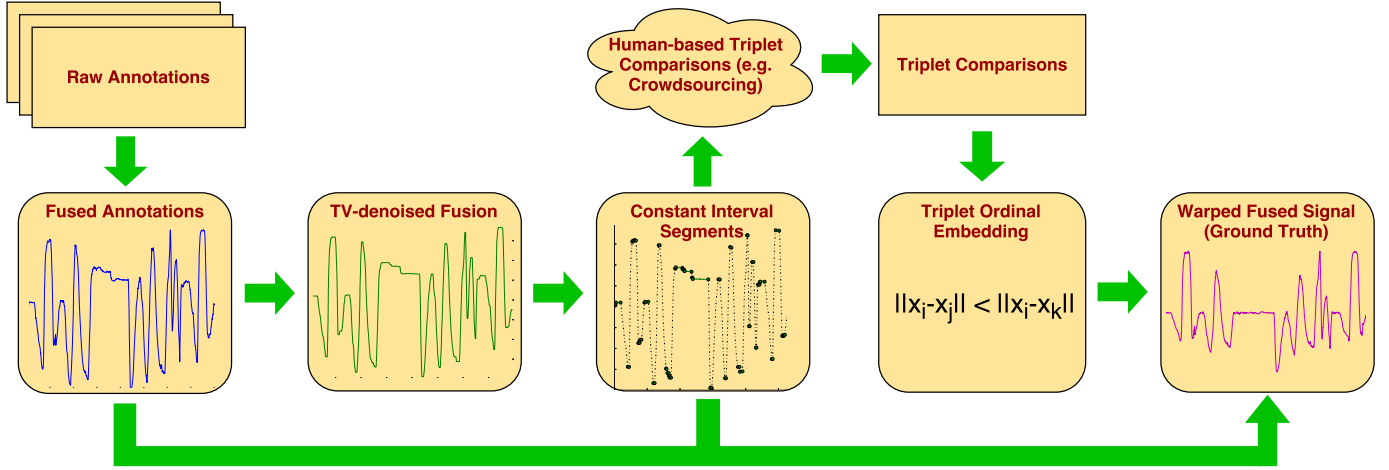 Raw Annotations
Human-based Triplet
Comparisons (e.g.
Crowdsourcing)
Triplet Comparisons
Fused Annotations
TV-denoised Fusion
Constant Interval
Segments
Triplet Ordinal
Embedding
||xi-xj|| < ||xi-xk||
Warped Fused Signal
(Ground Truth)